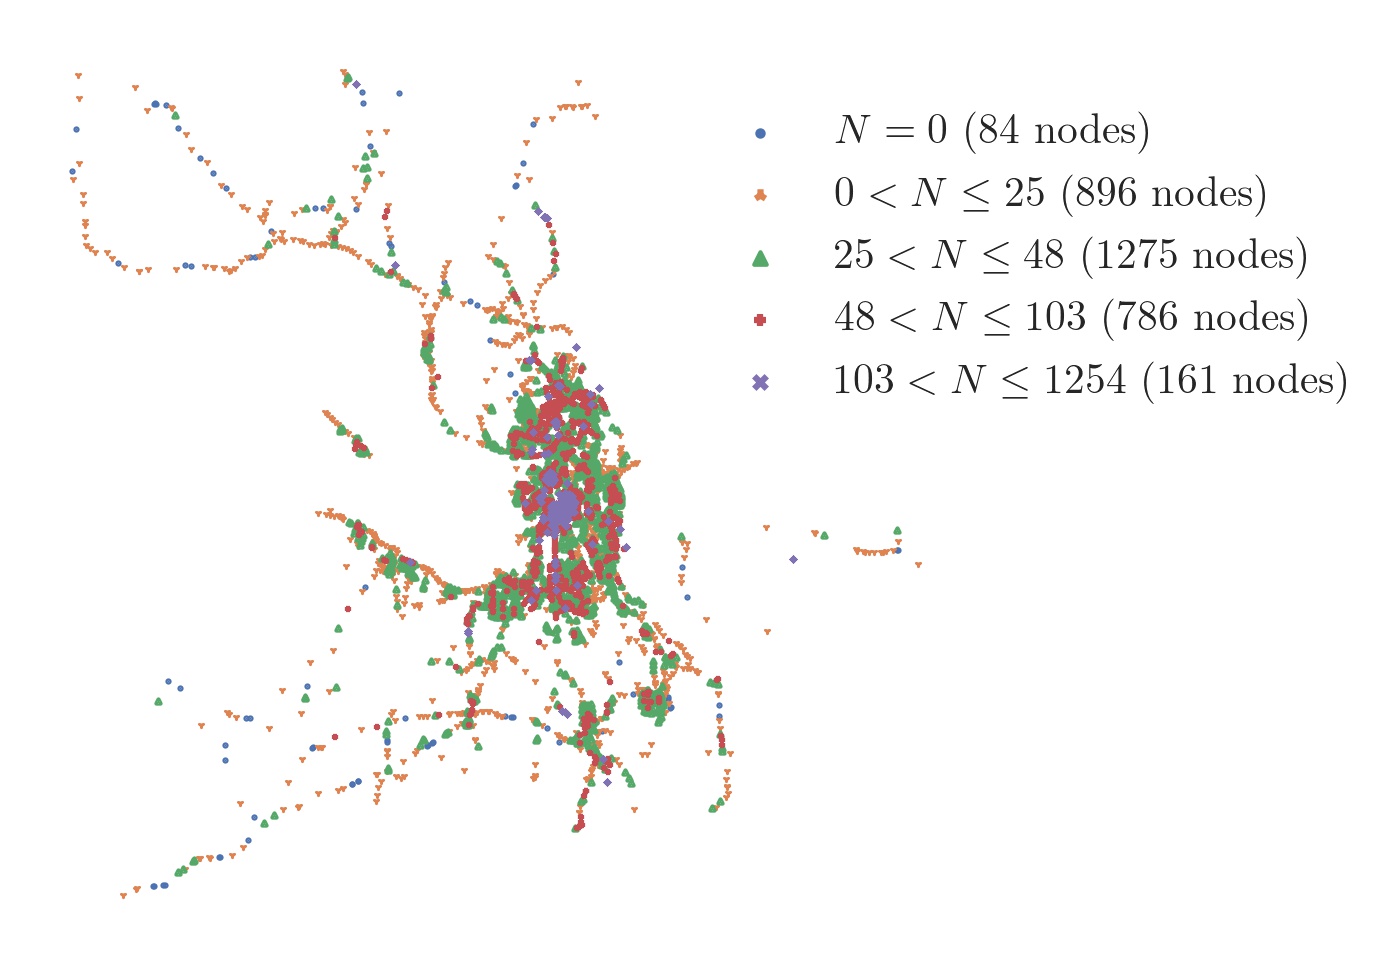 N = 0 (84 nodes)
0 < N ≤ 25 (896 nodes)
25 < N ≤ 48 (1275 nodes)
48 < N ≤ 103 (786 nodes)
103 < N ≤ 1254 (161 nodes)